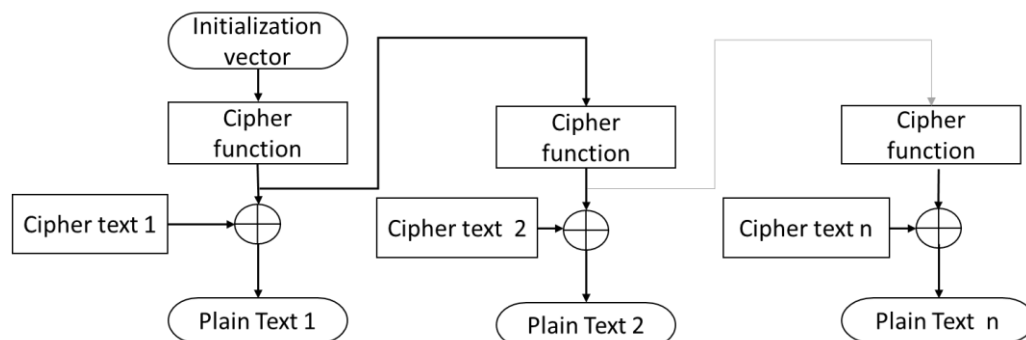 Initialization
vector
Cipher
function
Cipher
function
Cipher
function
Cipher text 1
Cipher text 2
Cipher text n
Plain Text 1
Plain Text 2
Plain Text n